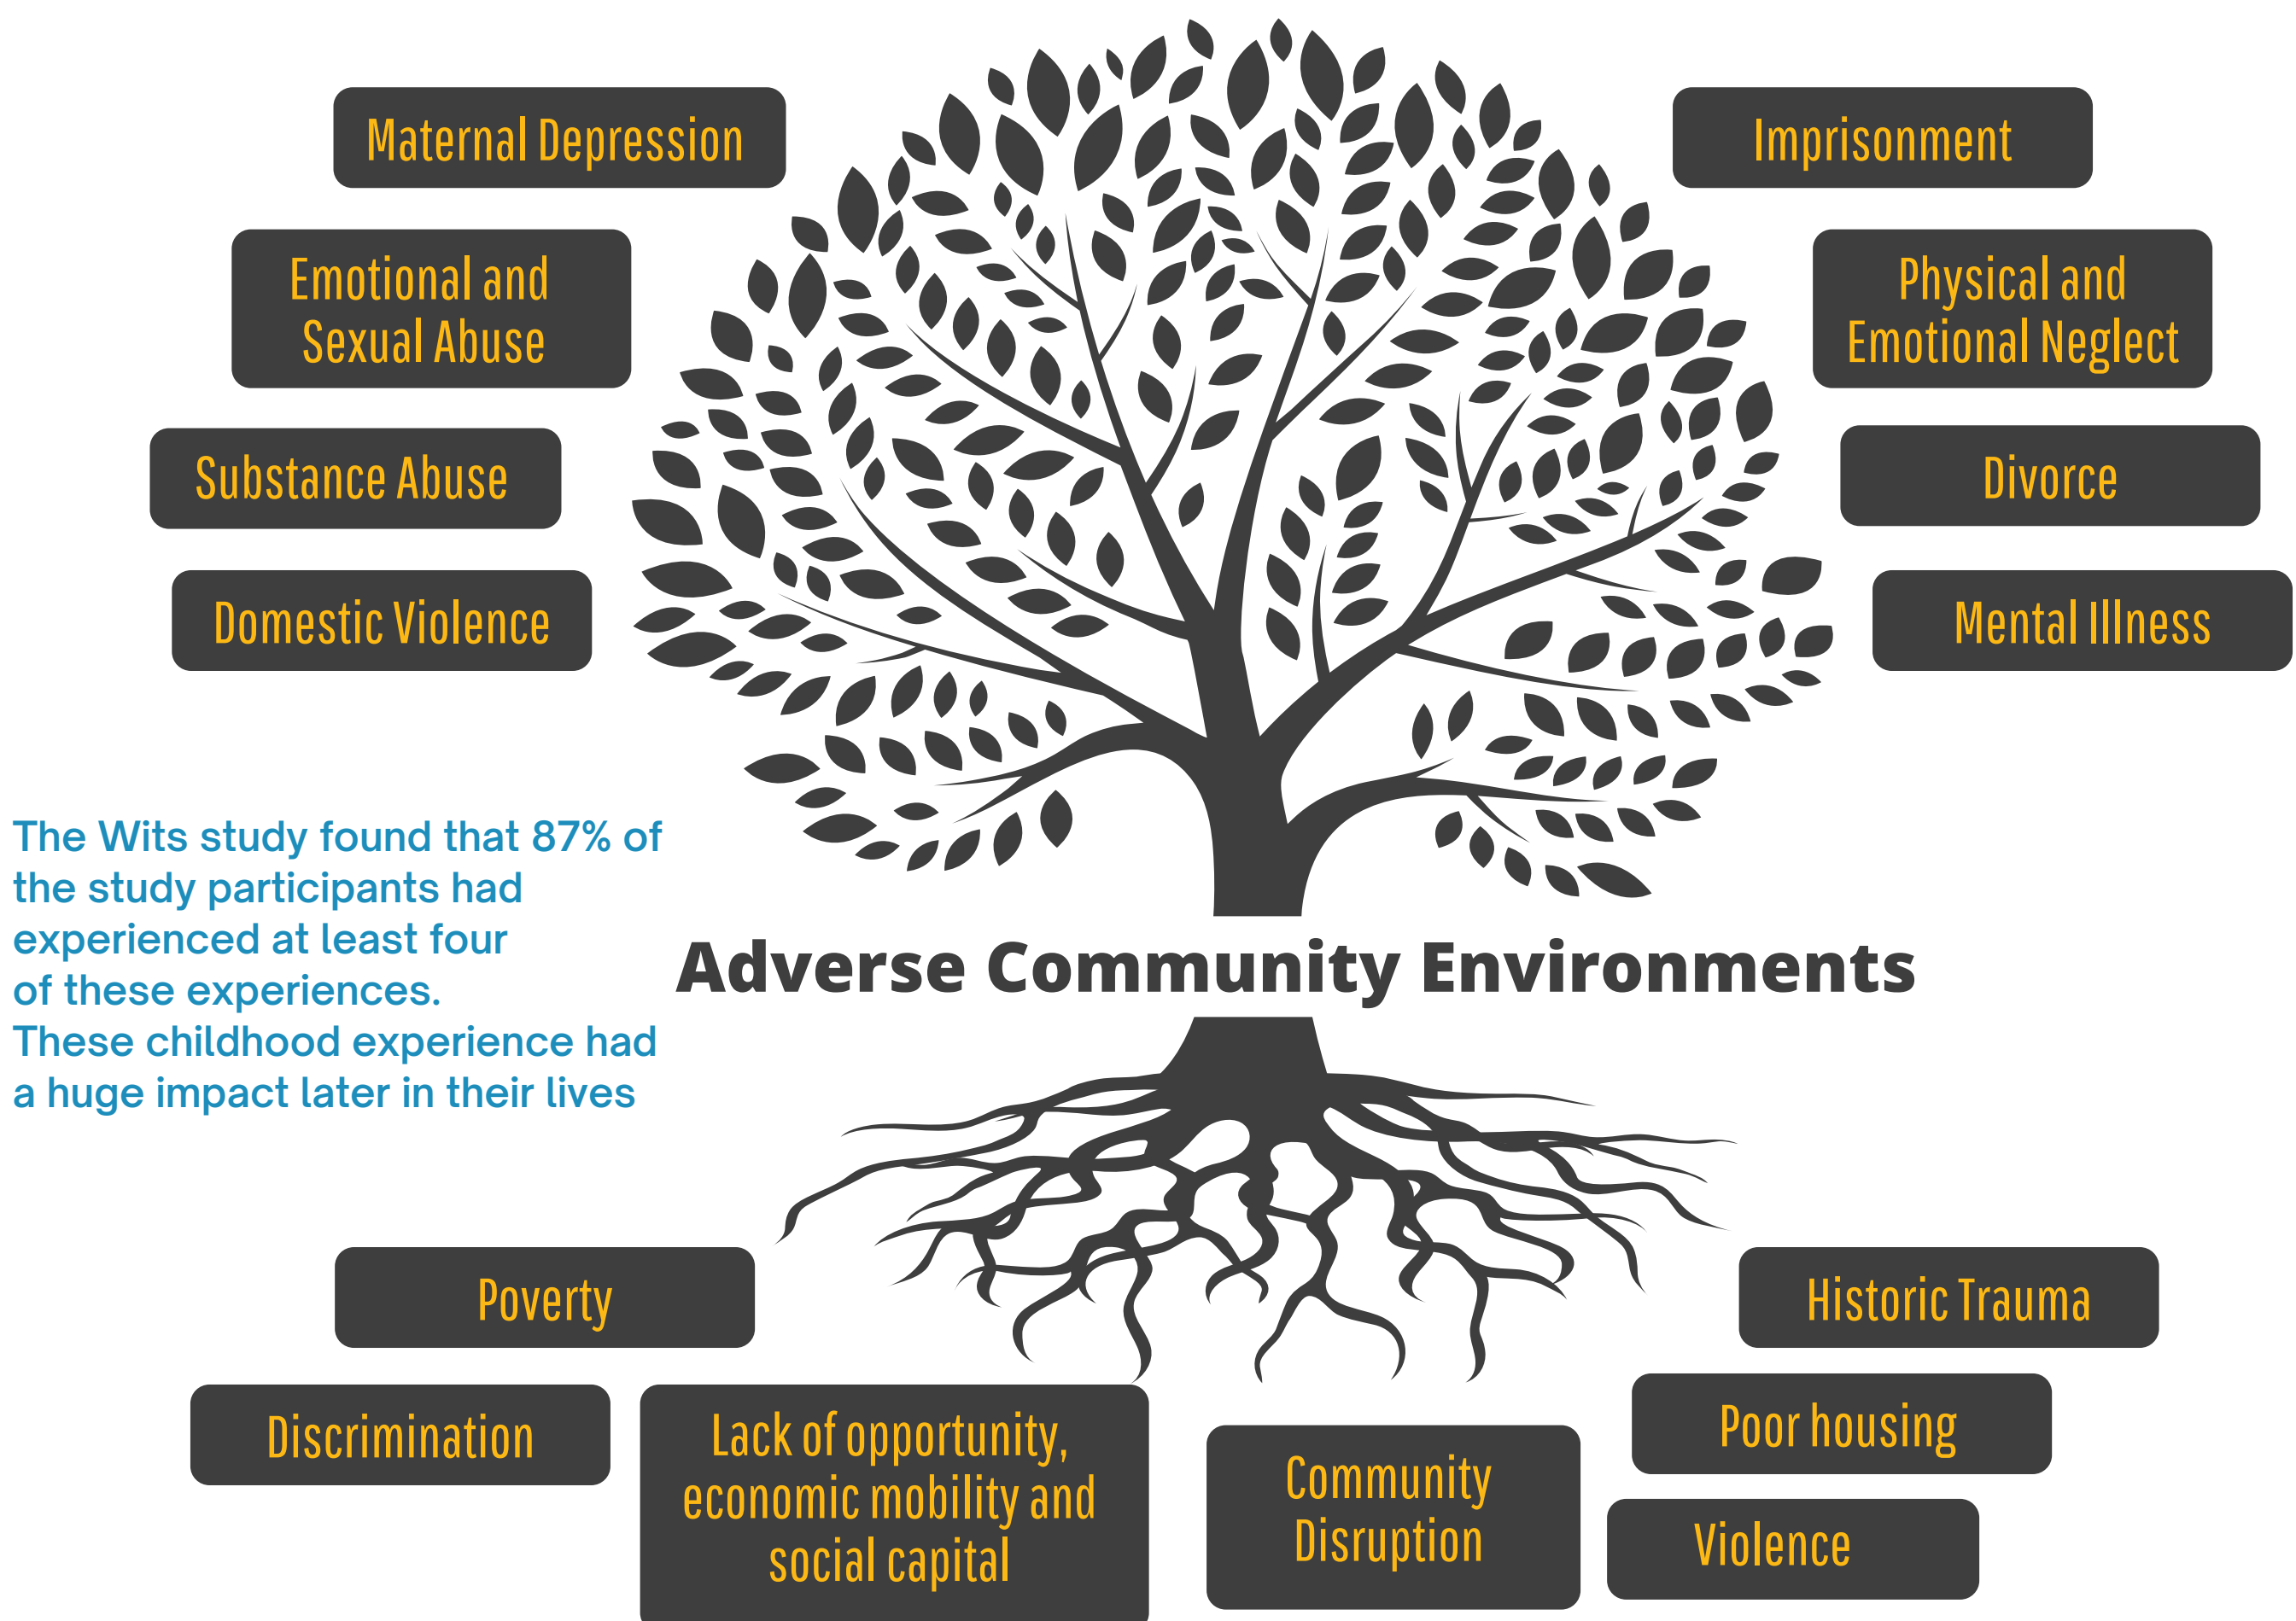 Maternal Depression
Imprisonment
Emotional and
Sexual Abuse
Physical and
Emotional Neglect
Substance Abuse
Divorce
Domestic Violence
Mental Illness
The Wits study found that 87% of
the study participants had
experienced at least four
of these experiences.
These childhood experience had
a huge impact later in their lives
Adverse Community Environments
Poverty
Historic Trauma
Discrimination
Lack of opportunity,
economic mobility and
social capital
Community
Disruption
Poor housing
Violence